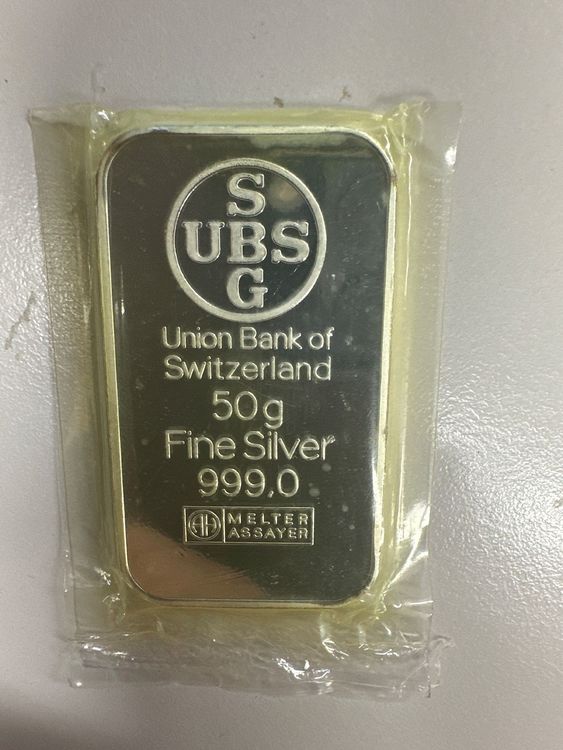 S
UBS
G
Union Bank of
Switzerland
50g
Fine Silver
999,0
MELTER
ASSAYER